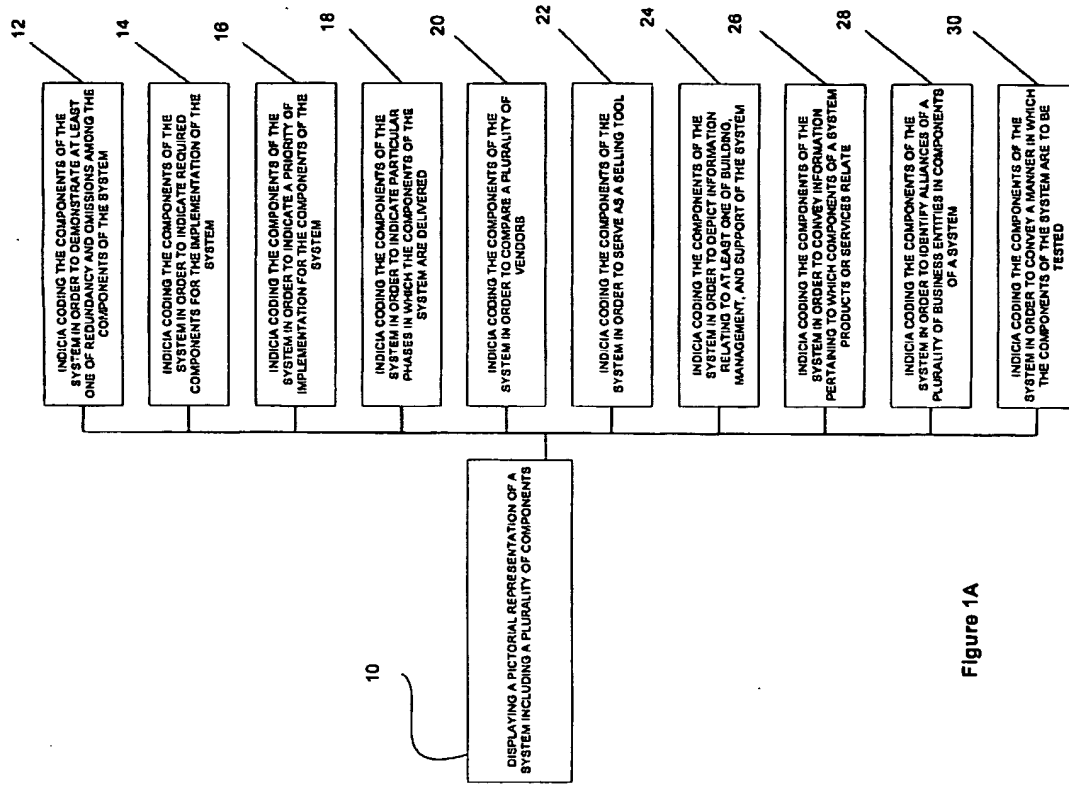 10
DISPLAYING A PICTORIAL REPRESENTATION OF A
SYSTEM INCLUDING A PLURALITY OF COMPONENTS
12
INDICIA CODING THE COMPONENTS OF THE
SYSTEM IN ORDER TO DEMONSTRATE AT LEAST
ONE OF REDUNDANCY AND OMISSIONS AMONG THE
COMPONENTS OF THE SYSTEM
14
INDICIA CODING THE COMPONENTS OF THE
SYSTEM IN ORDER TO INDICATE REQUIRED
COMPONENTS FOR THE IMPLEMENTATION OF THE
SYSTEM
16
INDICIA CODING THE COMPONENTS OF THE
SYSTEM IN ORDER TO INDICATE A PRIORITY OF
IMPLEMENTATION FOR THE COMPONENTS OF THE
SYSTEM
18
INDICIA CODING THE COMPONENTS OF THE
SYSTEM IN ORDER TO INDICATE PARTICULAR
PHASES IN WHICH THE COMPONENTS OF THE
SYSTEM ARE DELIVERED
20
INDICIA CODING THE COMPONENTS OF THE
SYSTEM IN ORDER TO COMPARE A PLURALITY OF
VENDORS
22
INDICIA CODING THE COMPONENTS OF THE
SYSTEM IN ORDER TO SERVE AS A SELLING TOOL
24
INDICIA CODING THE COMPONENTS OF THE
SYSTEM IN ORDER TO DEPICT INFORMATION
RELATING TO AT LEAST ONE OF BUILDING,
MANAGEMENT, AND SUPPORT OF THE SYSTEM
26
INDICIA CODING THE COMPONENTS OF THE
SYSTEM IN ORDER TO CONVEY INFORMATION
PERTAINING TO WHICH COMPONENTS OF A SYSTEM
PRODUCTS OR SERVICES RELATE
28
INDICIA CODING THE COMPONENTS OF THE
SYSTEM IN ORDER TO IDENTIFY ALLIANCES OF A
PLURALITY OF BUSINESS ENTITIES IN COMPONENTS
OF A SYSTEM
30
INDICIA CODING THE COMPONENTS OF THE
SYSTEM IN ORDER TO CONVEY A MANNER IN WHICH
THE COMPONENTS OF THE SYSTEM ARE TO BE
TESTED
Figure 1A